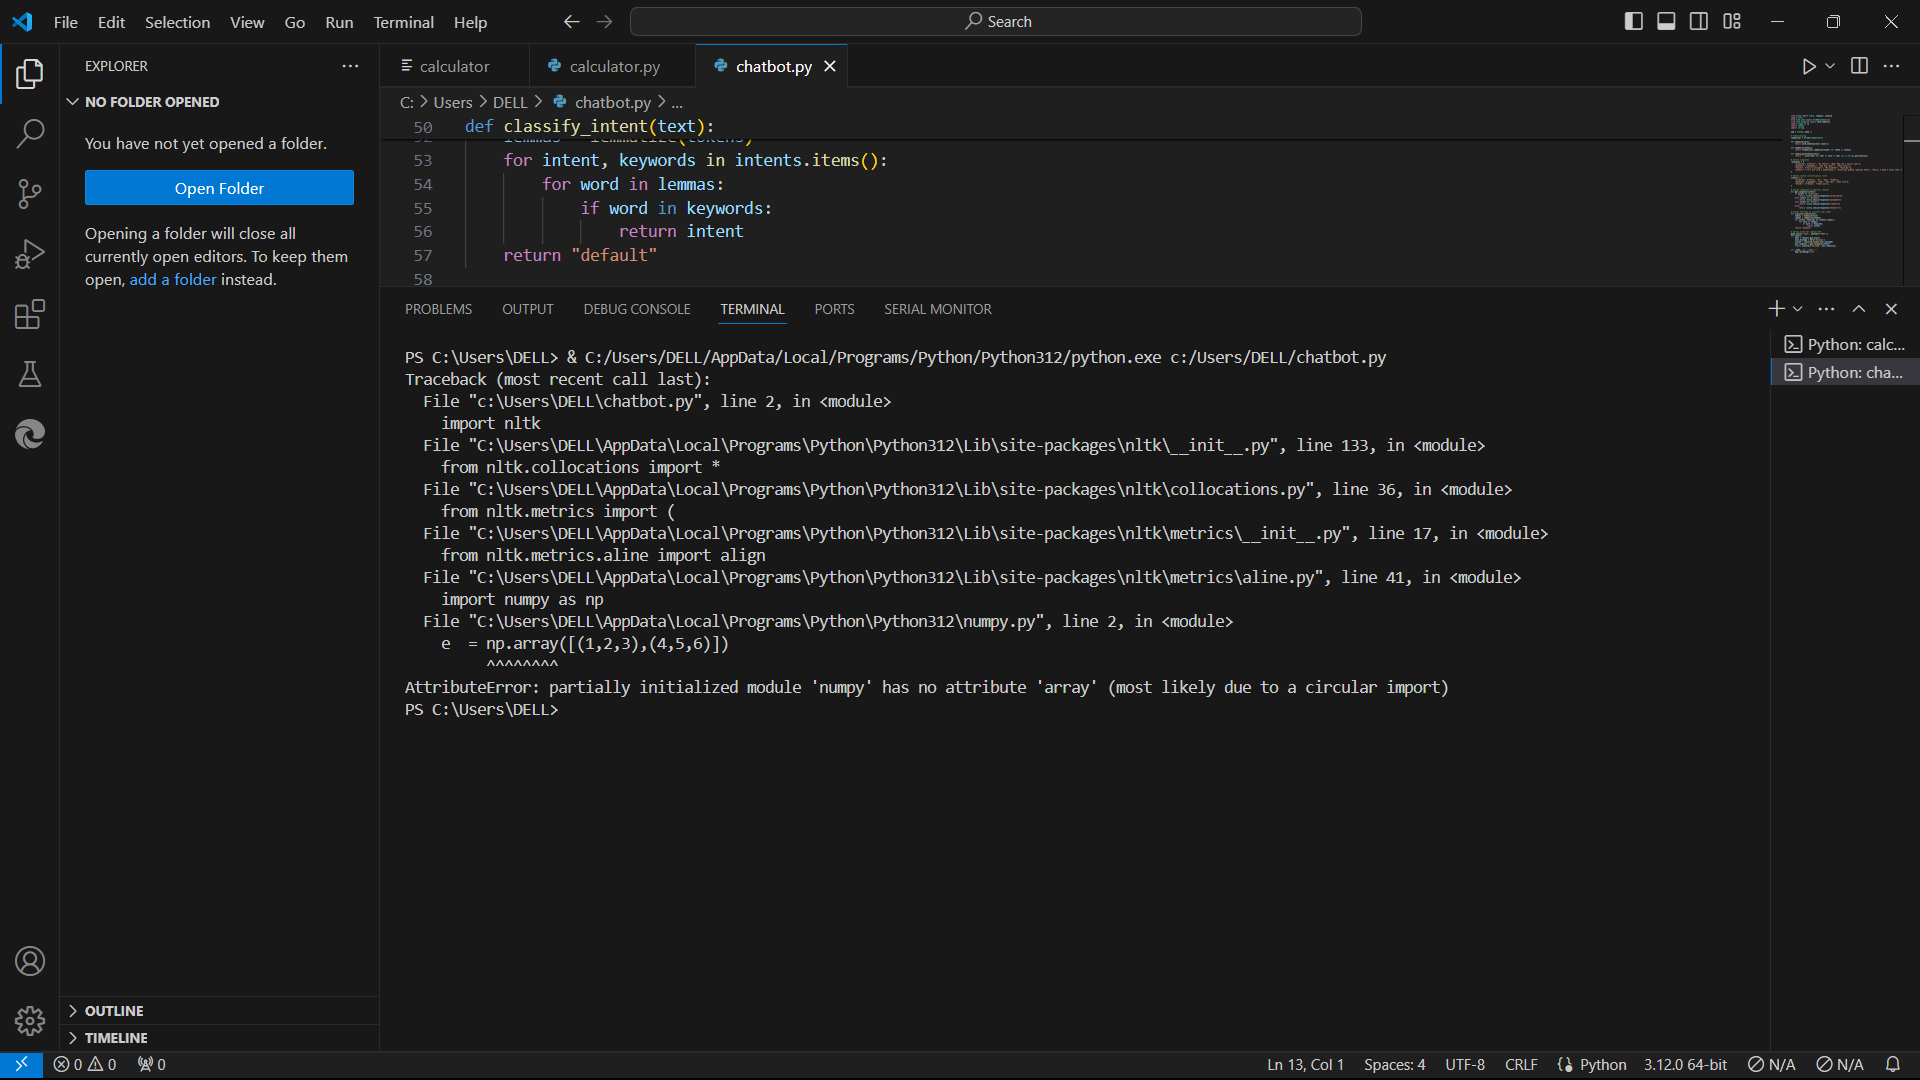 File Edit Selection View Go Run Terminal Help
Search
EXPLORER
NO FOLDER OPENED
You have not yet opened a folder.
Open Folder
Opening a folder will close all
currently open editors. To keep them
open, add a folder instead.
OUTLINE
TIMELINE
calculator calculator.py chatbot.py
C: > Users > DELL > chatbot.py > ...
50 def classify_intent(text):
53 for intent, keywords in intents.items():
54 for word in lemmas:
55 if word in keywords:
56 return intent
57 return "default"
58
PROBLEMS OUTPUT DEBUG CONSOLE TERMINAL PORTS SERIAL MONITOR
PS C:\Users\DELL> & C:/Users/DELL/AppData/Local/Programs/Python/Python312/python.exe c:/Users/DELL/chatbot.py
Traceback (most recent call last):
File "c:\Users\DELL\chatbot.py", line 2, in <module>
import nltk
File "C:\Users\DELL\AppData\Local\Programs\Python\Python312\Lib\site-packages\nltk\__init__.py", line 133, in <module>
from nltk.collocations import *
File "C:\Users\DELL\AppData\Local\Programs\Python\Python312\Lib\site-packages\nltk\collocations.py", line 36, in <module>
from nltk.metrics import (
File "C:\Users\DELL\AppData\Local\Programs\Python\Python312\Lib\site-packages\nltk\metrics\__init__.py", line 17, in <module>
from nltk.metrics.aline import align
File "C:\Users\DELL\AppData\Local\Programs\Python\Python312\Lib\site-packages\nltk\metrics\aline.py", line 41, in <module>
import numpy as np
File "C:\Users\DELL\AppData\Local\Programs\Python\Python312\numpy.py", line 2, in <module>
e = np.array([(1,2,3),(4,5,6)])
^^^^^^^^
AttributeError: partially initialized module 'numpy' has no attribute 'array' (most likely due to a circular import)
PS C:\Users\DELL>
Python: calc...
Python: cha...
0 0 0
Ln 13, Col 1 Spaces: 4 UTF-8 CRLF Python 3.12.0 64-bit N/A N/A